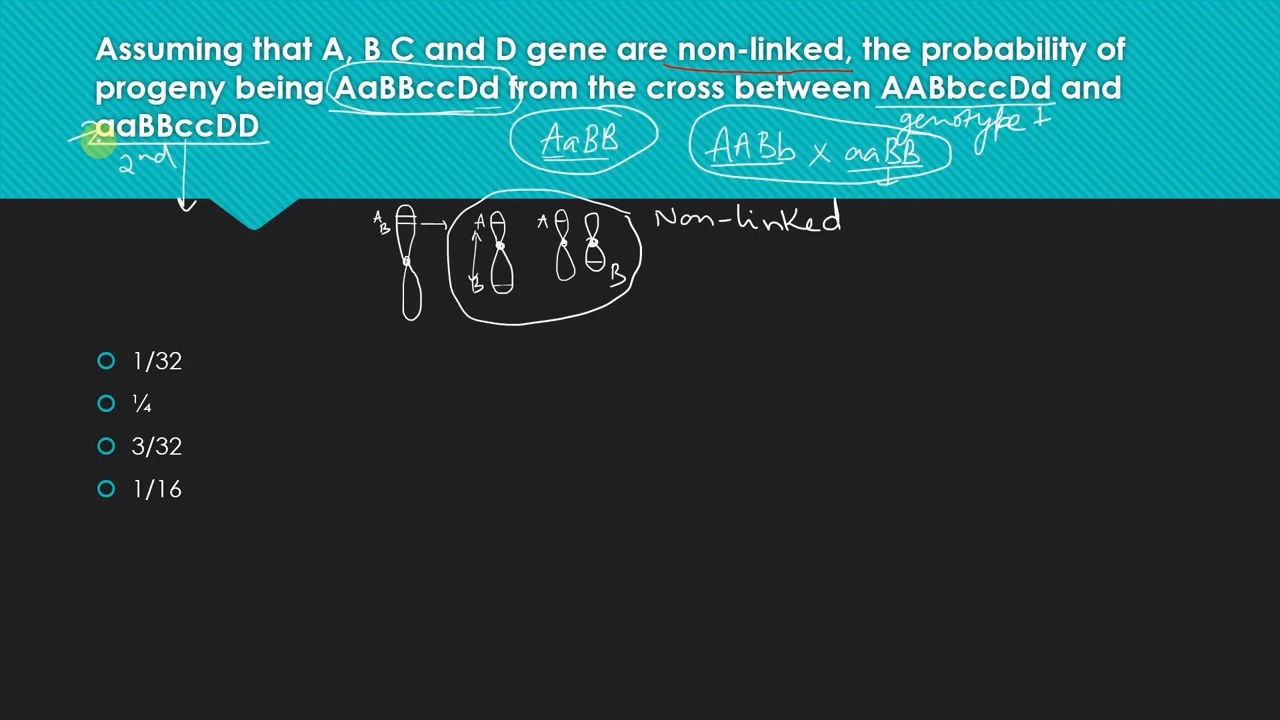 Assuming that A, B C and D gene are non-linked, the probability of
progeny being AaBBccDd from the cross between AABbccDd and
aaBBccDD
genotype 1
2nd
AaBB
AABb x aaBB
A
B
A
B
A
B
Non-linked
1/32
¼
3/32
1/16